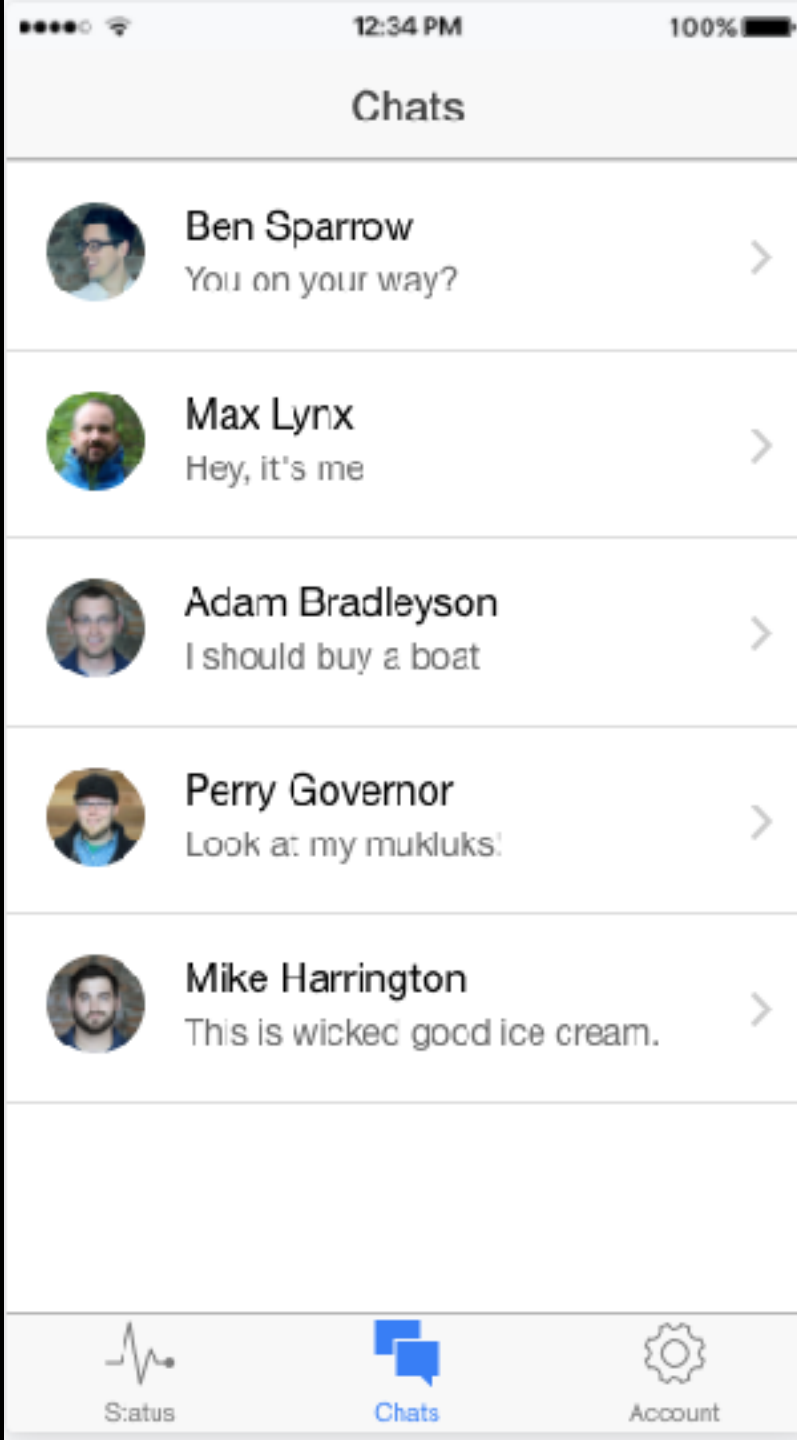 12:34 PM 100%
Chats
Ben Sparrow
You on your way?
Max Lynx
Hey, it's me
Adam Bradleyson
I should buy a boat
Perry Governor
Look at my mukluks!
Mike Harrington
This is wicked good ice cream.
Status Chats Account